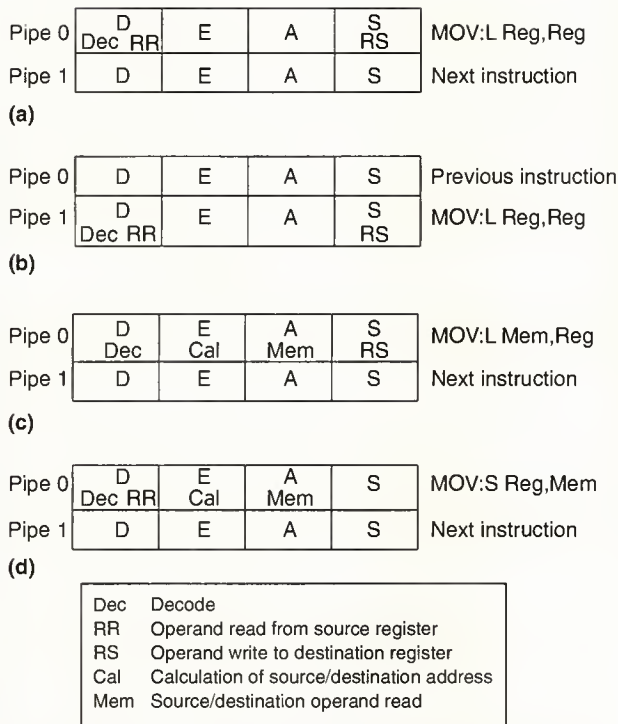 Pipe 0 D E A S MOV:L Reg,Reg
Dec RR RS
Pipe 1 D E A S Next instruction
(a)
Pipe 0 D E A S Previous instruction
Pipe 1 D E A S MOV:L Reg,Reg
Dec RR RS
(b)
Pipe 0 D E A S MOV:L Mem,Reg
Dec Cal Mem RS
Pipe 1 D E A S Next instruction
(c)
Pipe 0 D E A S MOV:S Reg,Mem
Dec RR Cal Mem
Pipe 1 D E A S Next instruction
(d)
Dec Decode
RR Operand read from source register
RS Operand write to destination register
Cal Calculation of source/destination address
Mem Source/destination operand read